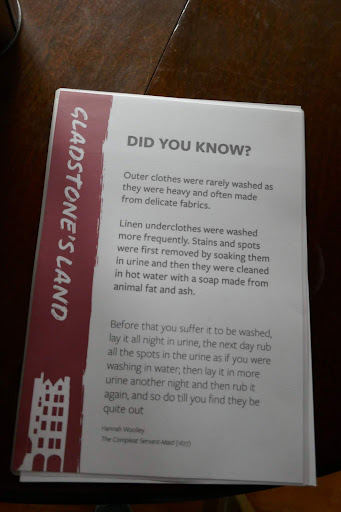 GLADSTONE'S LAND
DID YOU KNOW?
Outer clothes were rarely washed as
they were heavy and often made
from delicate fabrics.
Linen underclothes were washed
more frequently. Stains and spots
were first removed by soaking them
in urine and then they were cleaned
in hot water with a soap made from
animal fat and ash.
Before that you suffer it to be washed,
lay it all night in urine, the next day rub
all the spots in the urine as if you were
washing in water; then lay it in more
urine another night and then rub it
again, and so do till you find they be
quite out
Hannah Woolley
The Compleat Servant-Maid (1677)